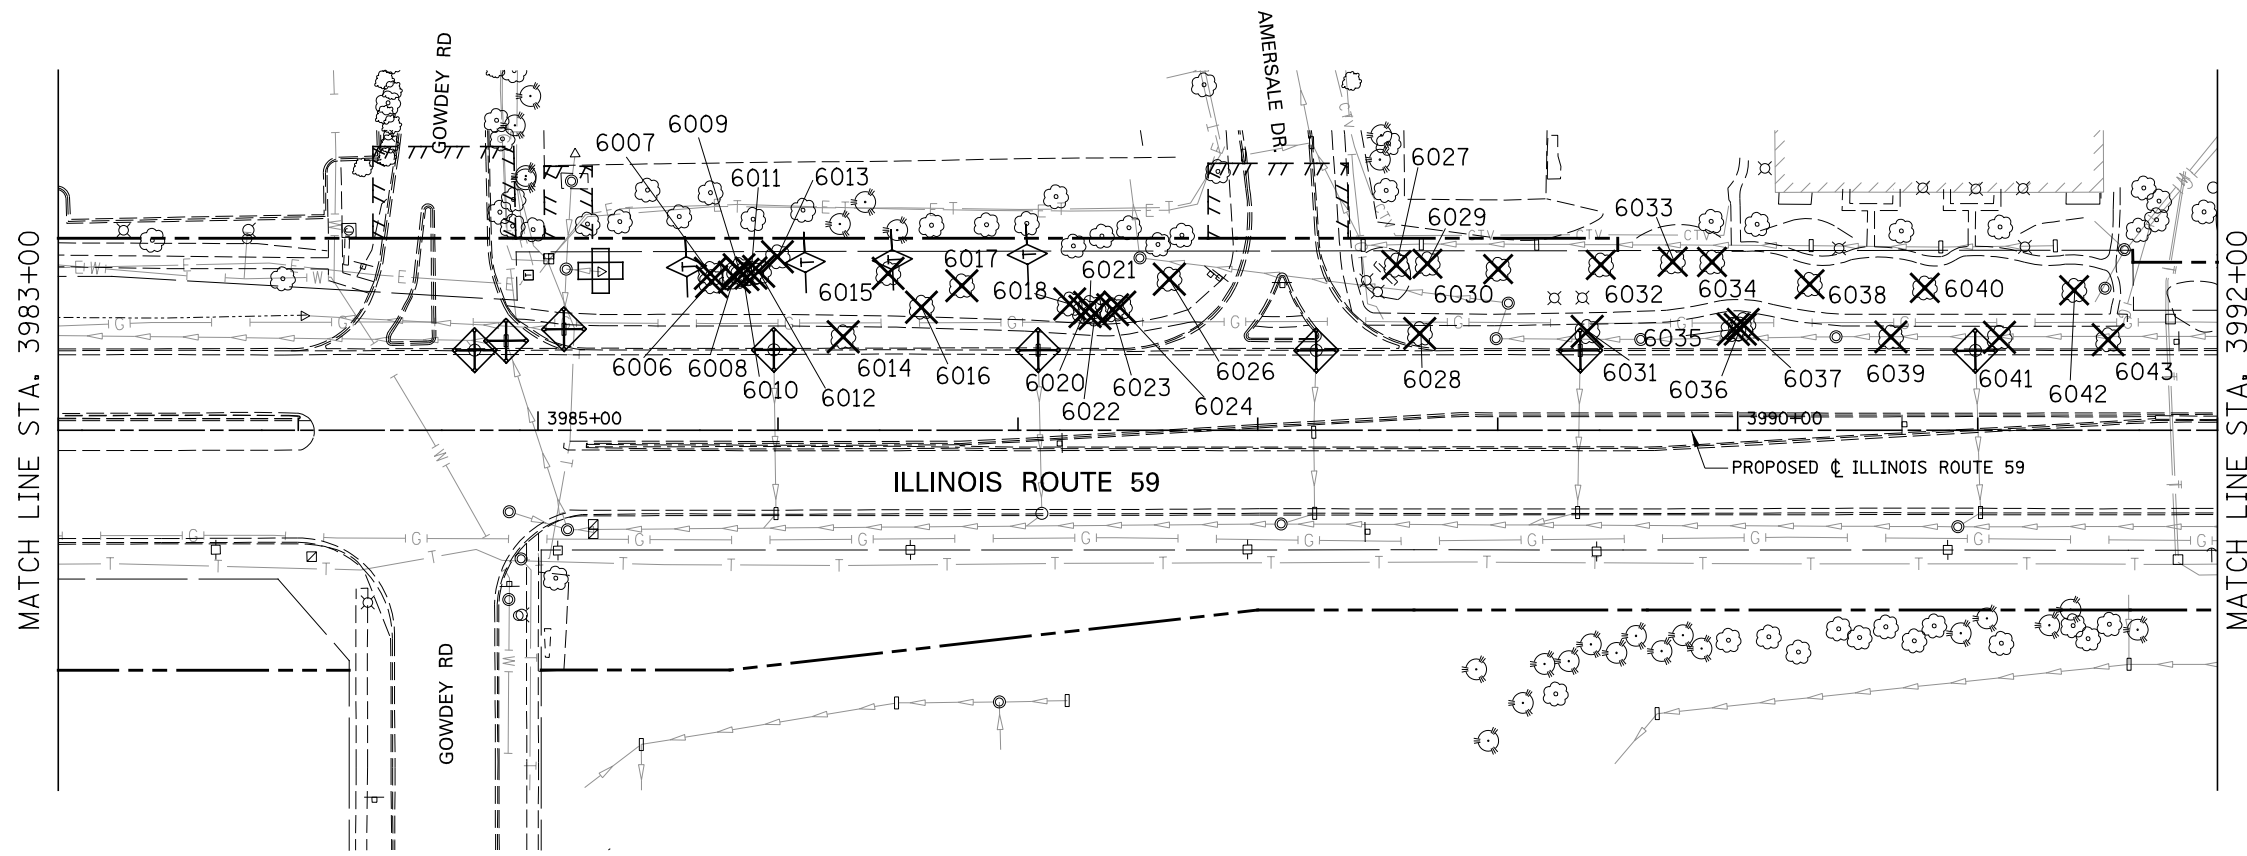 GOWDEY RD
AMERSALE DR.
6007
6009
6011
6013
6027
6029
6033
6017
6021
6015
6018
6030
6032
6034
6038
6040
6035
6006
6008
6010
6012
6014
6016
6020
6022
6023
6024
6026
6028
6031
6036
6037
6039
6041
6042
6043
MATCH LINE STA. 3983+00
MATCH LINE STA. 3992+00
3985+00
3990+00
PROPOSED ℄ ILLINOIS ROUTE 59
ILLINOIS ROUTE 59
GOWDEY RD
CTV
CTV
CTV
G
G
G
G
G
G
G
G
G
G
G
G
T
T
T
T
T
T
T
T
T
W
W
E
E